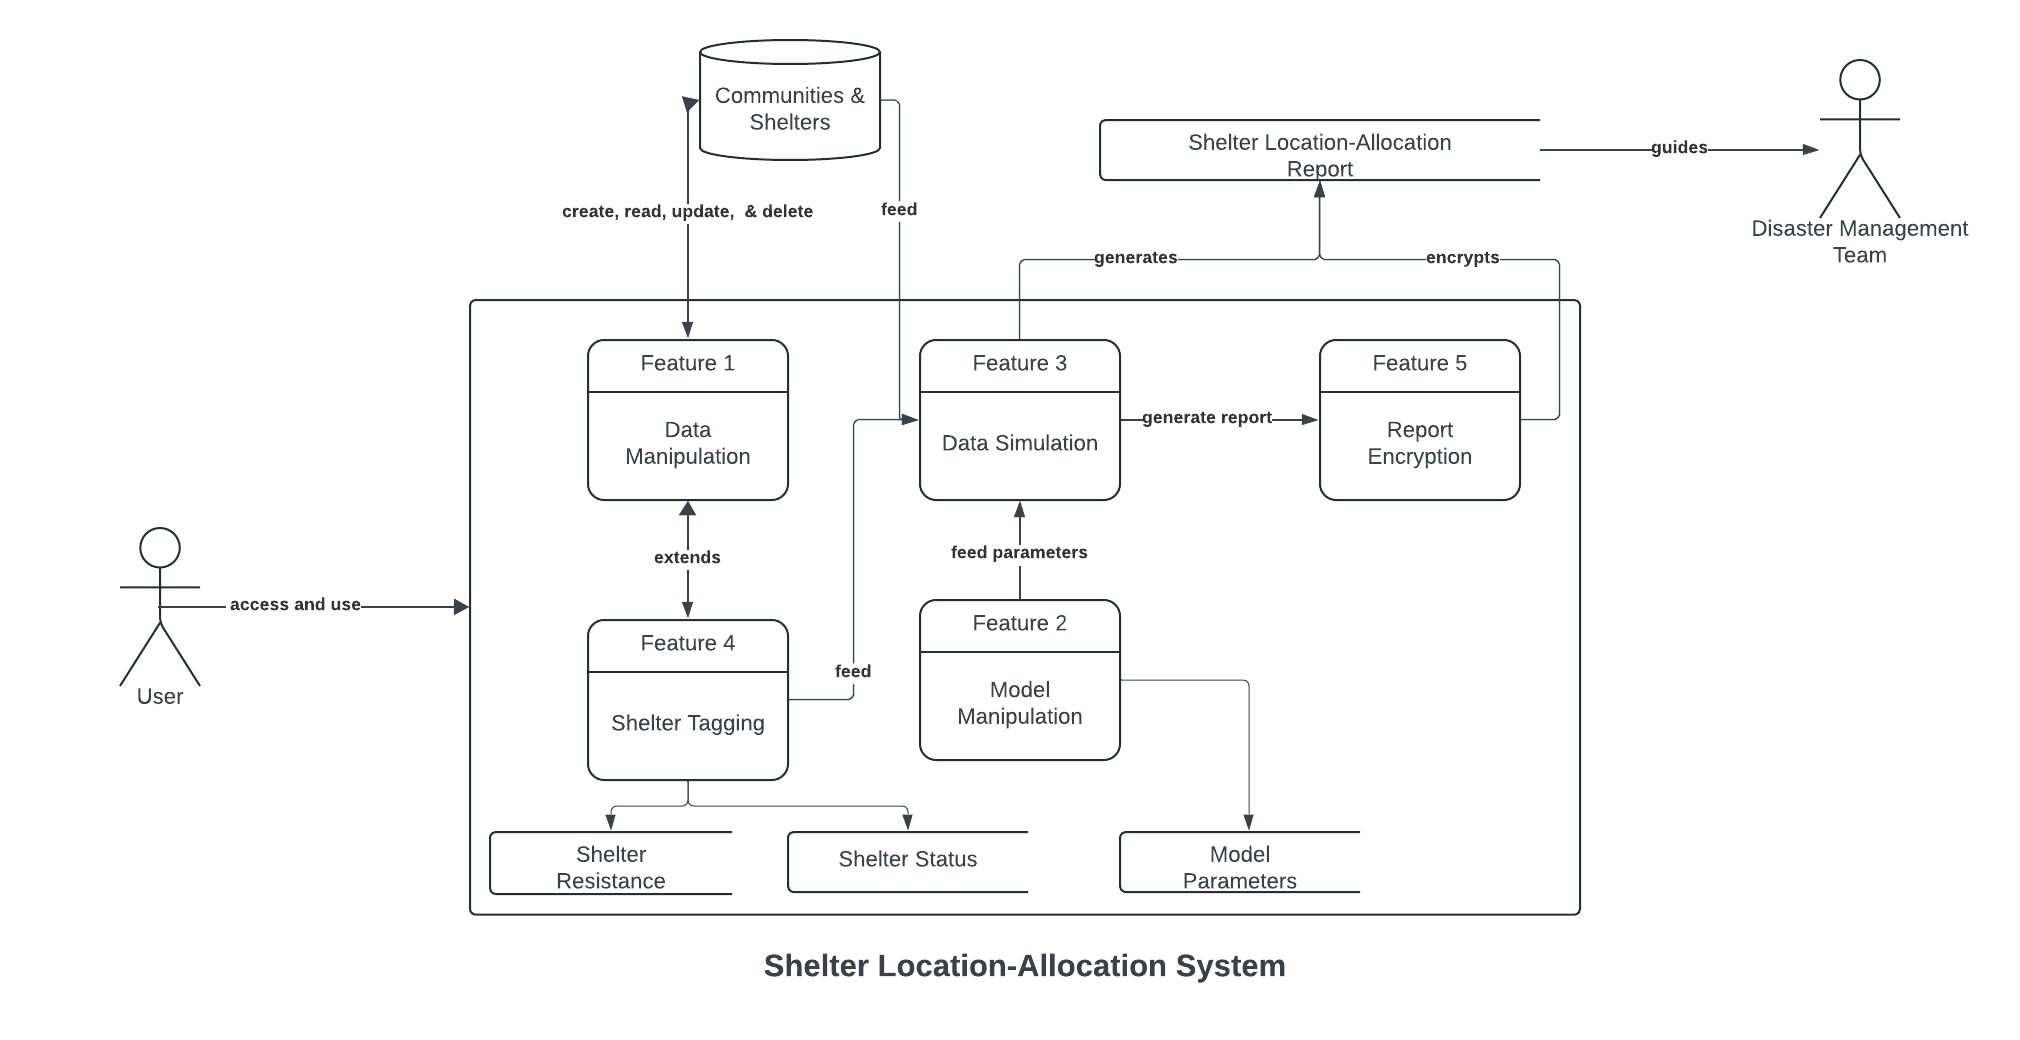 Communities &
Shelters
Shelter Location-Allocation
Report
guides
Disaster Management
Team
create, read, update,  & delete
feed
generates
encrypts
Feature 1
Data
Manipulation
Feature 3
Data Simulation
generate report
Feature 5
Report
Encryption
extends
feed parameters
access and use
User
Feature 4
Shelter Tagging
feed
Feature 2
Model
Manipulation
Shelter
Resistance
Shelter Status
Model
Parameters
Shelter Location-Allocation System